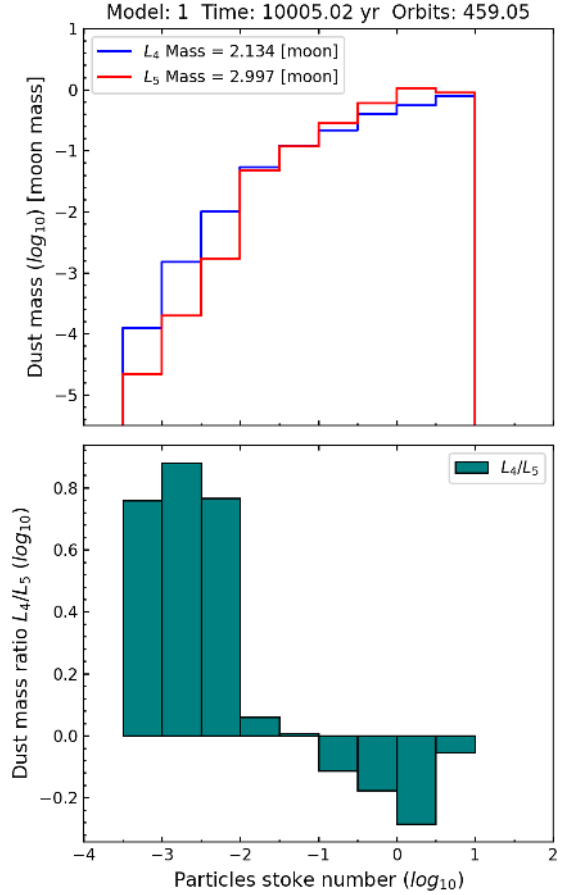 Model: 1 Time: 10005.02 yr Orbits: 459.05
L4 Mass = 2.134 [moon]
L5 Mass = 2.997 [moon]
Dust mass (log10) [moon mass]
1
0
−1
−2
−3
−4
−5
L4/L5
Dust mass ratio L4/L5 (log10)
0.8
0.6
0.4
0.2
0.0
−0.2
−4 −3 −2 −1 0 1 2
Particles stoke number (log10)